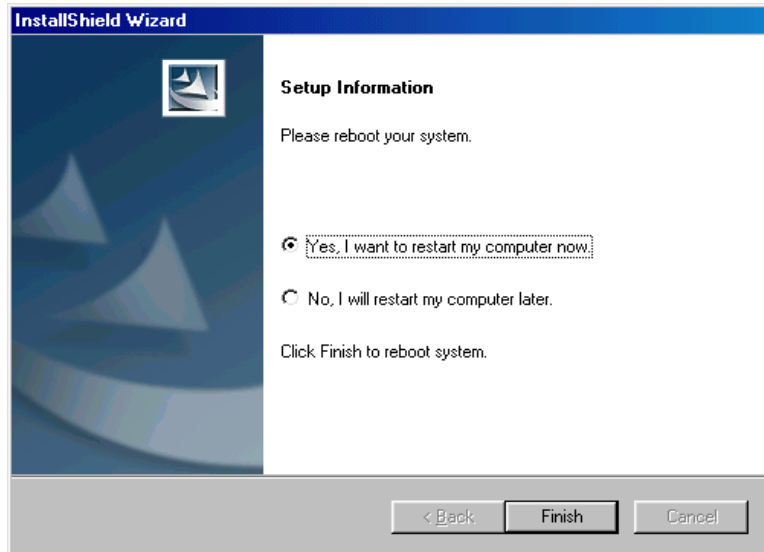 InstallShield Wizard
Setup Information
Please reboot your system.
Yes, I want to restart my computer now.
No, I will restart my computer later.
Click Finish to reboot system.
< Back Finish Cancel